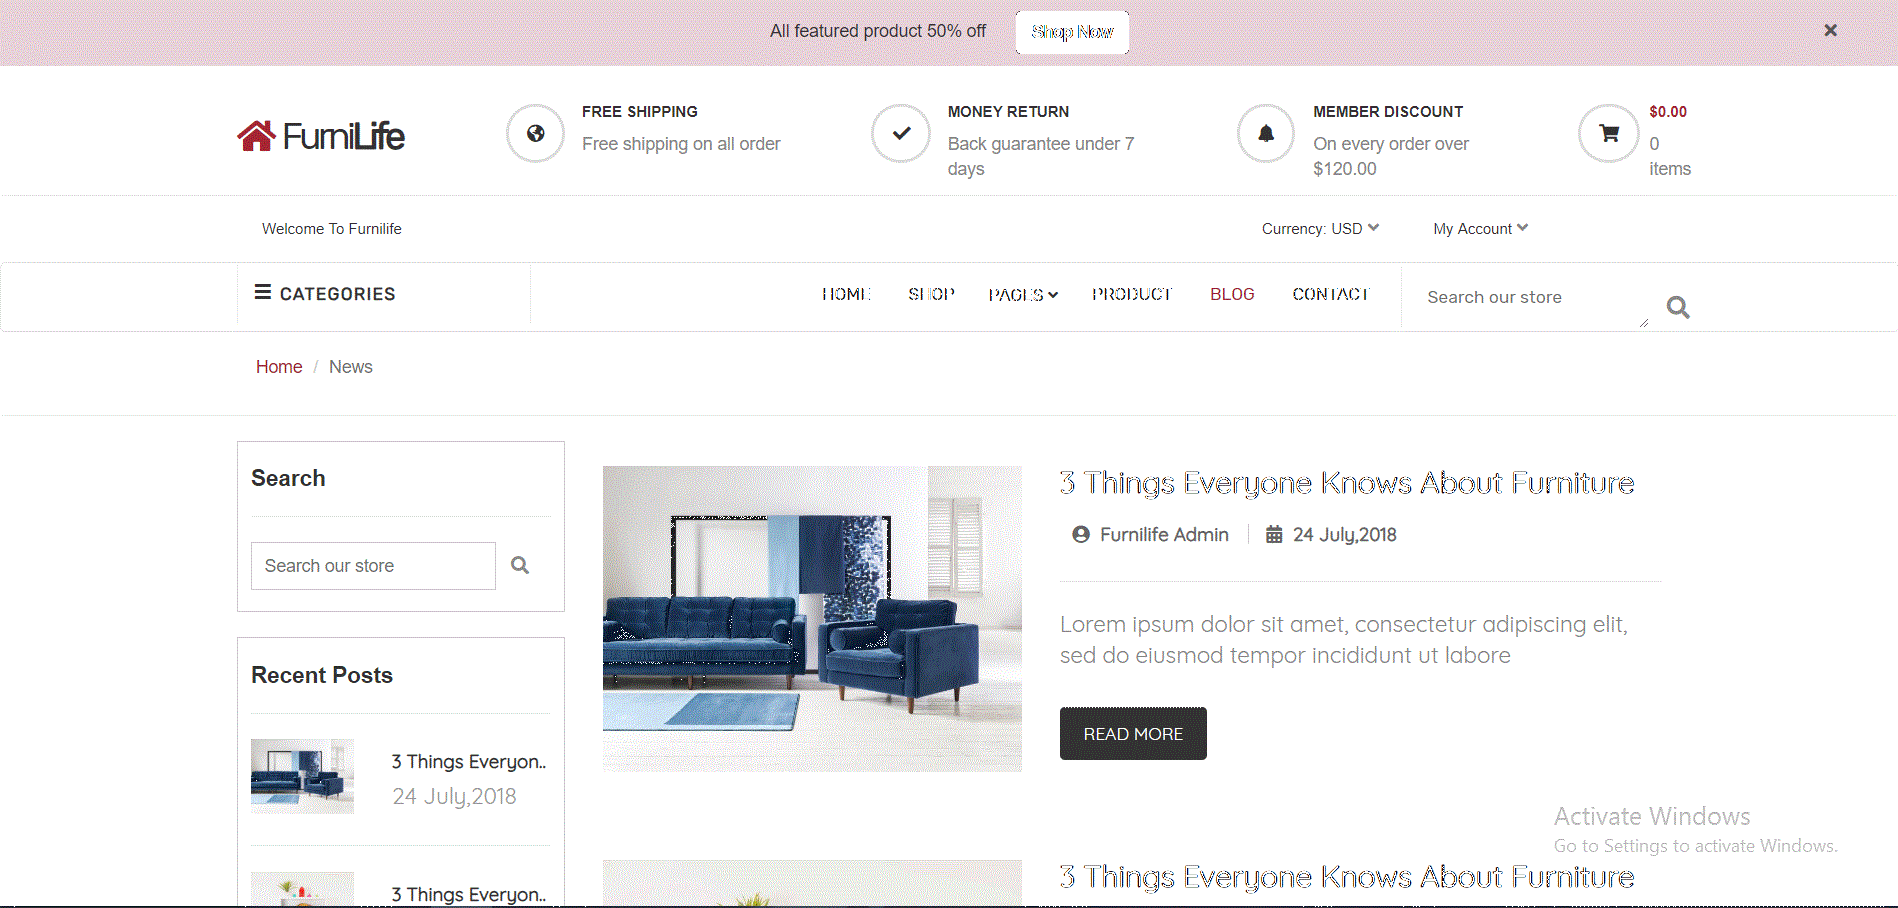 All featured product 50% off
Shop Now
FurniLife
FREE SHIPPING
Free shipping on all order
MONEY RETURN
Back guarantee under 7
days
MEMBER DISCOUNT
On every order over
$120.00
$0.00
0
items
Welcome To Furnilife
Currency: USD
My Account
CATEGORIES
HOME
SHOP
PAGES
PRODUCT
BLOG
CONTACT
Search our store
Home / News
Search
Search our store
Recent Posts
3 Things Everyon..
24 July,2018
3 Things Everyon..
3 Things Everyone Knows About Furniture
Furnilife Admin
24 July,2018
Lorem ipsum dolor sit amet, consectetur adipiscing elit,
sed do eiusmod tempor incididunt ut labore
READ MORE
3 Things Everyone Knows About Furniture
Activate Windows
Go to Settings to activate Windows.